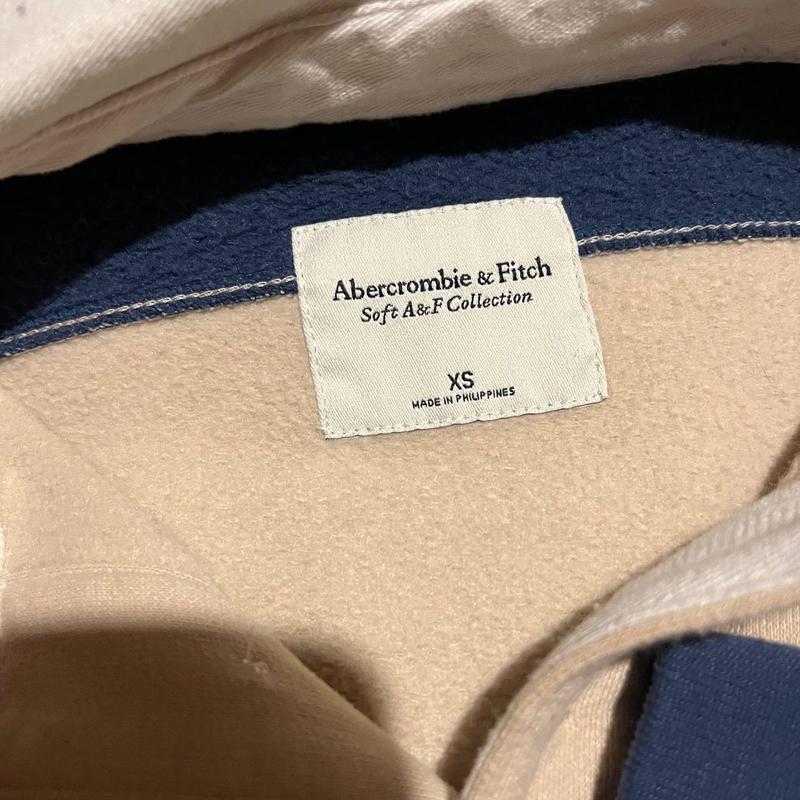 Abercrombie & Fitch
Soft A&F Collection
XS
MADE IN PHILIPPINES